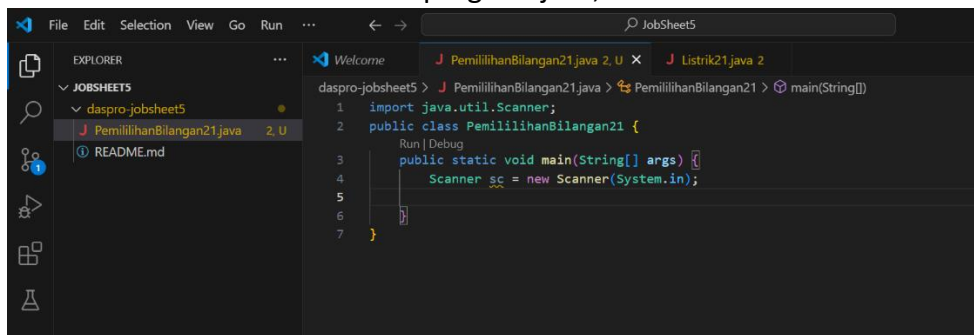 File Edit Selection View Go Run ··· ← → JobSheet5
EXPLORER ···
JOBSHEET5
daspro-jobsheet5
J PemililihanBilangan21.java 2, U
README.md
1
Welcome J PemililihanBilangan21.java 2, U × J Listrik21.java 2
daspro-jobsheet5 > J PemililihanBilangan21.java > PemililihanBilangan21 > main(String[])
1 import java.util.Scanner;
2 public class PemililihanBilangan21 {
Run | Debug
3 public static void main(String[] args) {
4 Scanner sc = new Scanner(System.in);
5
6 }
7 }